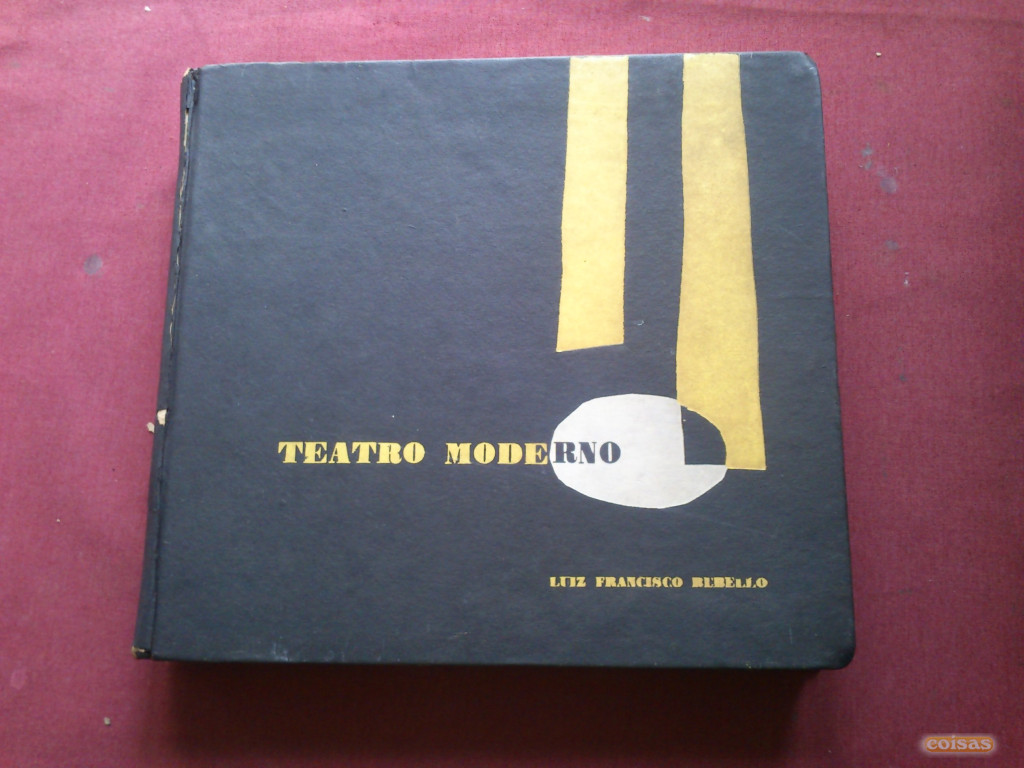 TEATRO MODERNO
LUIZ FRANCISCO REBELLO
coisas